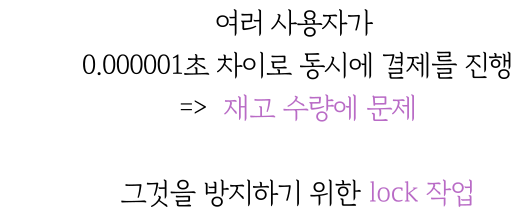 여러 사용자가
0.000001초 차이로 동시에 결제를 진행
=> 재고 수량에 문제
그것을 방지하기 위한 lock 작업